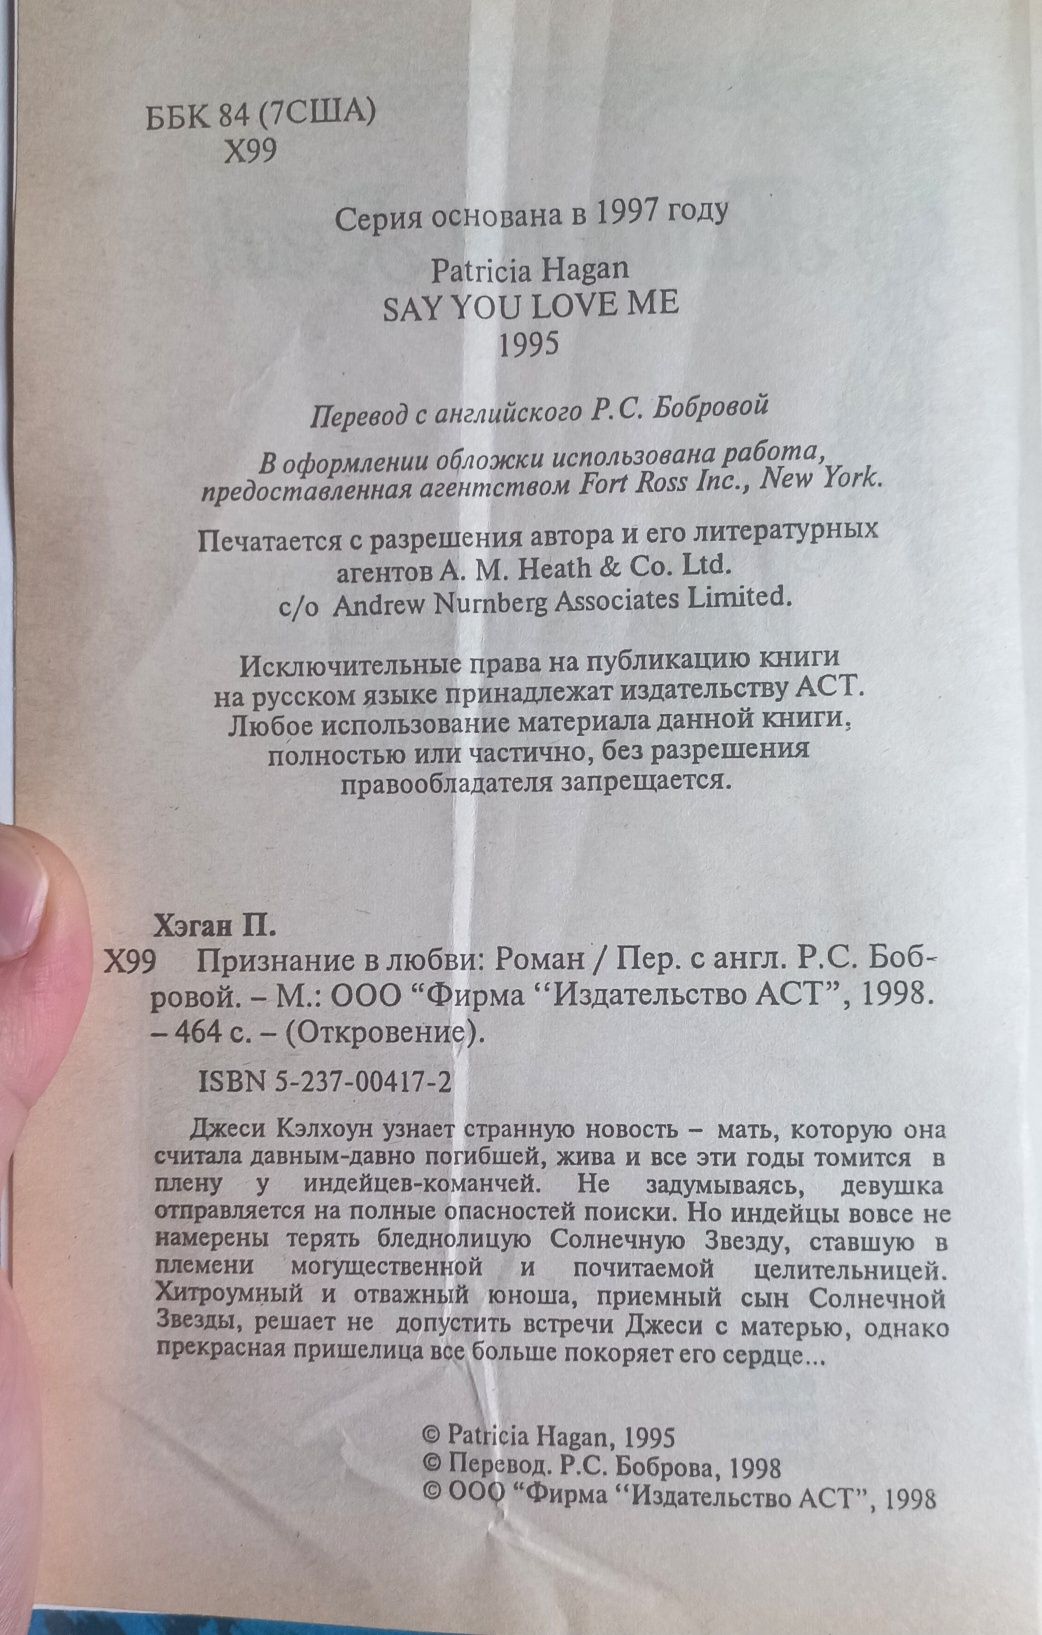 ББК 84 (7США)
Х99
Серия основана в 1997 году
Patricia Hagan
SAY YOU LOVE ME
1995
Перевод с английского Р.С. Бобровой
В оформлении обложки использована работа,
предоставленная агентством Fort Ross Inc., New York.
Печатается с разрешения автора и его литературных
агентов A. M. Heath & Co. Ltd.
c/o Andrew Nurnberg Associates Limited.
Исключительные права на публикацию книги
на русском языке принадлежат издательству АСТ.
Любое использование материала данной книги,
полностью или частично, без разрешения
правообладателя запрещается.
Хэган П.
Х99 Признание в любви: Роман / Пер. с англ. Р.С. Боб-
ровой. – М.: ООО “Фирма “Издательство АСТ”, 1998.
– 464 с. – (Откровение).
ISBN 5-237-00417-2
Джеси Кэлхоун узнает странную новость – мать, которую она
считала давным-давно погибшей, жива и все эти годы томится в
плену у индейцев-команчей. Не задумываясь, девушка
отправляется на полные опасностей поиски. Но индейцы вовсе не
намерены терять бледнолицую Солнечную Звезду, ставшую в
племени могущественной и почитаемой целительницей.
Хитроумный и отважный юноша, приемный сын Солнечной
Звезды, решает не допустить встречи Джеси с матерью, однако
прекрасная пришелица все больше покоряет его сердце...
© Patricia Hagan, 1995
© Перевод. Р.С. Боброва, 1998
© ООО “Фирма “Издательство АСТ”, 1998